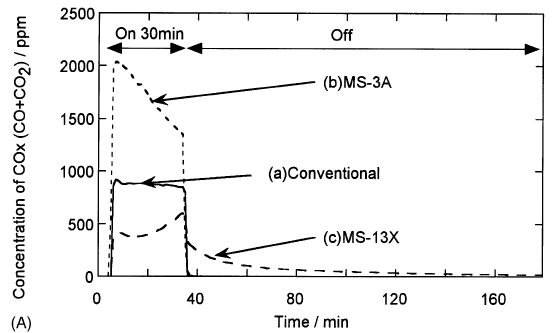 On 30min
Off
2500
2000
1500
1000
500
0
(b)MS-3A
(a)Conventional
(c)MS-13X
0
40
80
120
160
Time / min
Concentration of COx (CO+CO2) / ppm
(A)